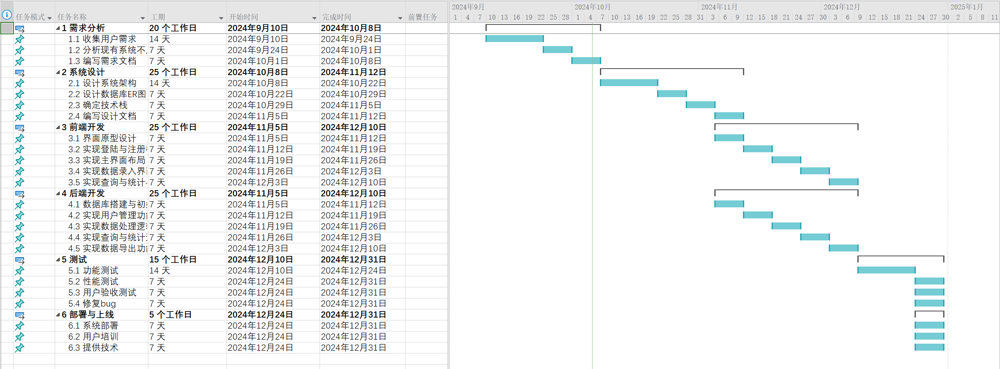 2024年9月 2024年10月 2024年11月 2024年12月 2025年1月
任务模式 任务名称 工期 开始时间 完成时间 前置任务 1 4 7 10 13 16 19 22 25 28 1 4 7 10 13 16 19 22 25 28 31 3 6 9 12 15 18 21 24 27 30 3 6 9 12 15 18 21 24 27 30 2 5 8 11
1 需求分析 20 个工作日 2024年9月10日 2024年10月8日
1.1 收集用户需求 14 天 2024年9月10日 2024年9月24日
1.2 分析现有系统不 7 天 2024年9月24日 2024年10月1日
1.3 编写需求文档 7 天 2024年10月1日 2024年10月8日
2 系统设计 25 个工作日 2024年10月8日 2024年11月12日
2.1 设计系统架构 14 天 2024年10月8日 2024年10月22日
2.2 设计数据库ER图 7 天 2024年10月22日 2024年10月29日
2.3 确定技术栈 7 天 2024年10月29日 2024年11月5日
2.4 编写设计文档 7 天 2024年11月5日 2024年11月12日
3 前端开发 25 个工作日 2024年11月5日 2024年12月10日
3.1 界面原型设计 7 天 2024年11月5日 2024年11月12日
3.2 实现登陆与注册 7 天 2024年11月12日 2024年11月19日
3.3 实现主界面布局 7 天 2024年11月19日 2024年11月26日
3.4 实现数据录入界 7 天 2024年11月26日 2024年12月3日
3.5 实现查询与统计 7 天 2024年12月3日 2024年12月10日
4 后端开发 25 个工作日 2024年11月5日 2024年12月10日
4.1 数据库搭建与初 7 天 2024年11月5日 2024年11月12日
4.2 实现用户管理功 7 天 2024年11月12日 2024年11月19日
4.3 实现数据处理逻 7 天 2024年11月19日 2024年11月26日
4.4 实现查询与统计 7 天 2024年11月26日 2024年12月3日
4.5 实现数据导出功 7 天 2024年12月3日 2024年12月10日
5 测试 15 个工作日 2024年12月10日 2024年12月31日
5.1 功能测试 14 天 2024年12月10日 2024年12月24日
5.2 性能测试 7 天 2024年12月24日 2024年12月31日
5.3 用户验收测试 7 天 2024年12月24日 2024年12月31日
5.4 修复bug 7 天 2024年12月24日 2024年12月31日
6 部署与上线 5 个工作日 2024年12月24日 2024年12月31日
6.1 系统部署 7 天 2024年12月24日 2024年12月31日
6.2 用户培训 7 天 2024年12月24日 2024年12月31日
6.3 提供技术 7 天 2024年12月24日 2024年12月31日